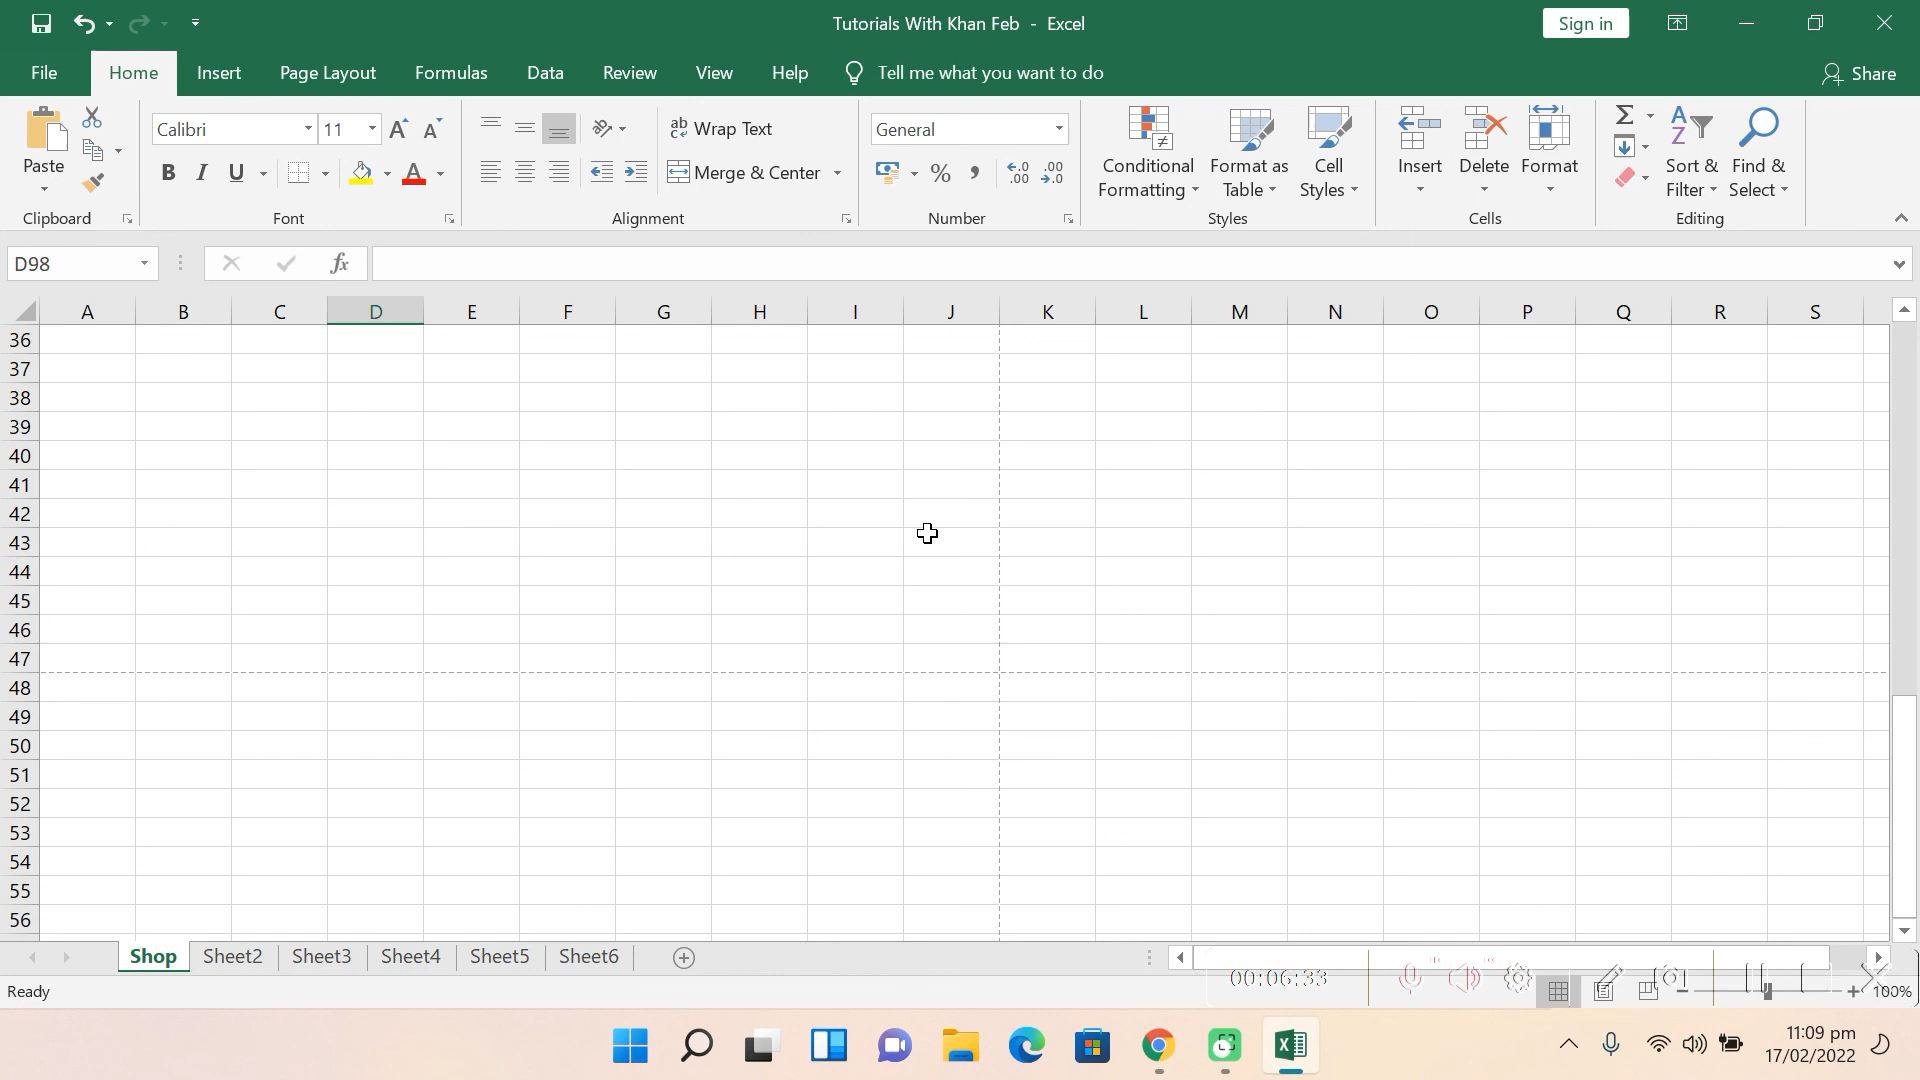 Tutorials With Khan Feb - Excel
Sign in
File Home Insert Page Layout Formulas Data Review View Help Tell me what you want to do Share
Paste
Clipboard
Calibri 11
B I U
Font
ab Wrap Text
Merge & Center
Alignment
General
% ,
Number
Conditional Formatting
Format as Table
Cell Styles
Styles
Insert Delete Format
Cells
Sort & Filter
Find & Select
Editing
D98 fx
A B C D E F G H I J K L M N O P Q R S
36
37
38
39
40
41
42
43
44
45
46
47
48
49
50
51
52
53
54
55
56
Shop Sheet2 Sheet3 Sheet4 Sheet5 Sheet6
00:06:33
Ready 100%
11:09 pm
17/02/2022